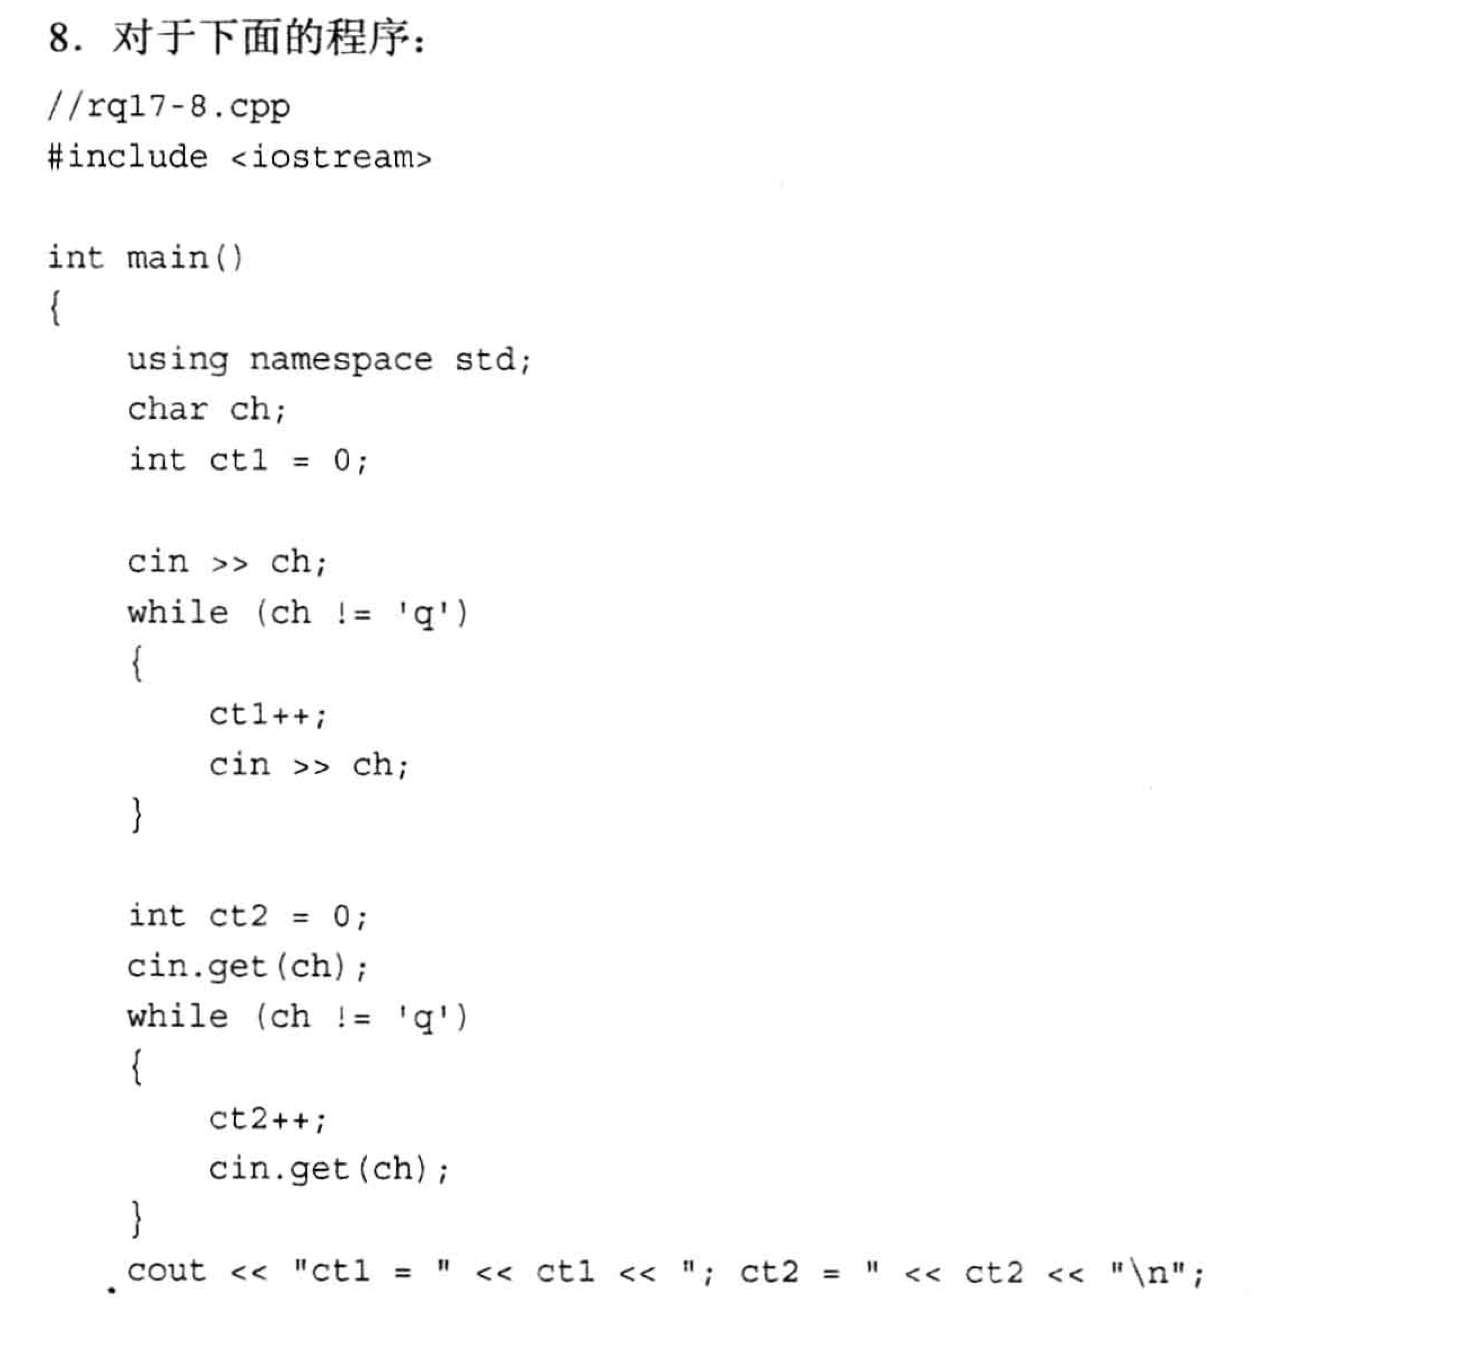 8. 对于下面的程序：
//rq17-8.cpp
#include <iostream>
int main()
{
using namespace std;
char ch;
int ct1 = 0;
cin >> ch;
while (ch != 'q')
{
ct1++;
cin >> ch;
}
int ct2 = 0;
cin.get(ch);
while (ch != 'q')
{
ct2++;
cin.get(ch);
}
cout << "ct1 = " << ct1 << "; ct2 = " << ct2 << "\n";